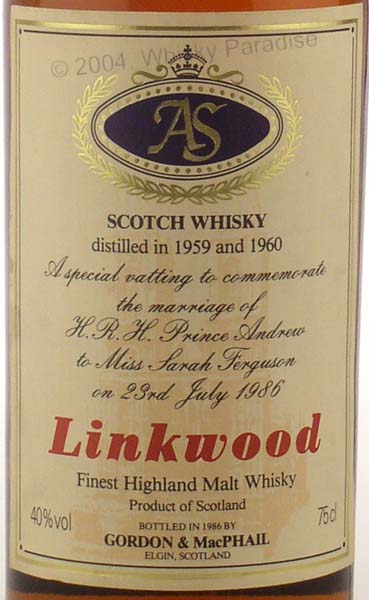 © 2004, Whisky Paradise
AS
SCOTCH WHISKY
distilled in 1959 and 1960
A special vatting to commemorate
the marriage of
H.R.H. Prince Andrew
to Miss Sarah Ferguson
on 23rd July 1986
Linkwood
Finest Highland Malt Whisky
Product of Scotland
40%vol 75cl
BOTTLED IN 1986 BY
GORDON & MACPHAIL
ELGIN, SCOTLAND